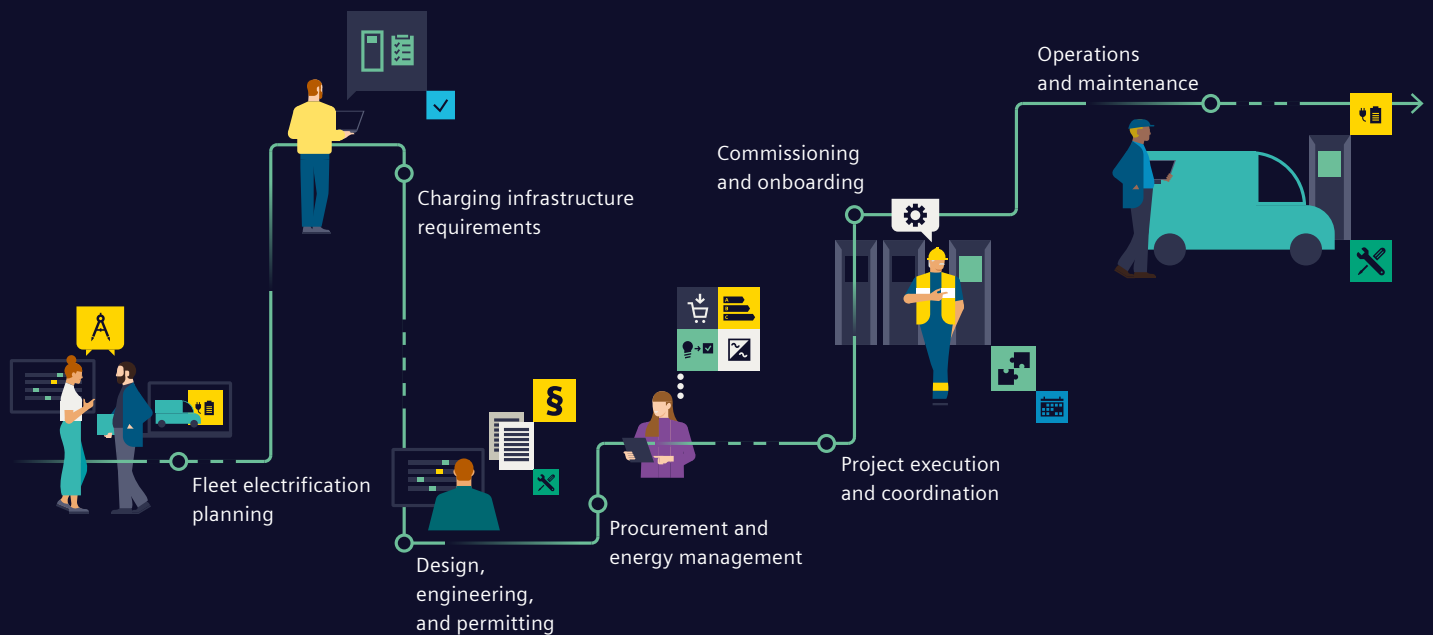 Fleet electrification
planning
Charging infrastructure
requirements
§
Design,
engineering,
and permitting
Procurement and
energy management
A
B
C
Project execution
and coordination
Commissioning
and onboarding
Operations
and maintenance